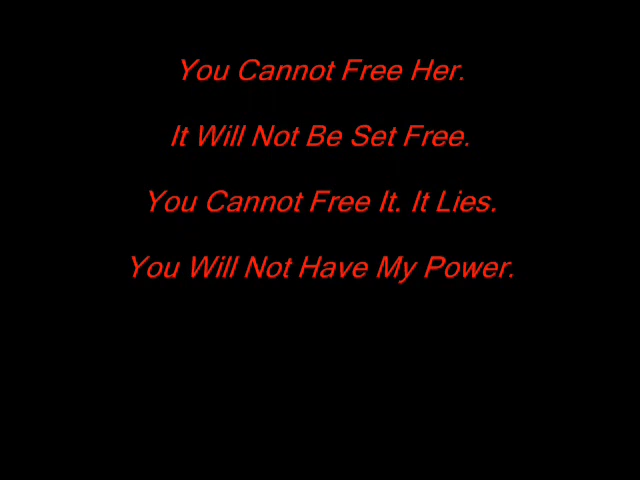 You Cannot Free Her.
It Will Not Be Set Free.
You Cannot Free It. It Lies.
You Will Not Have My Power.